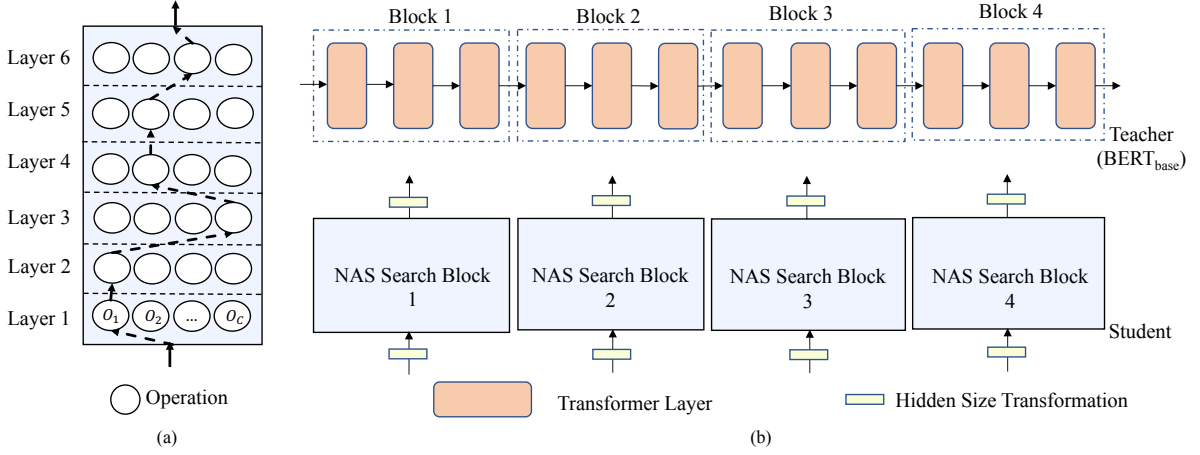 Layer 6
Layer 5
Layer 4
Layer 3
Layer 2
Layer 1
O1 O2 ... OC
Operation
(a)
Block 1 Block 2 Block 3 Block 4
Teacher
(BERTbase)
NAS Search Block
1
NAS Search Block
2
NAS Search Block
3
NAS Search Block
4
Student
Transformer Layer
Hidden Size Transformation
(b)